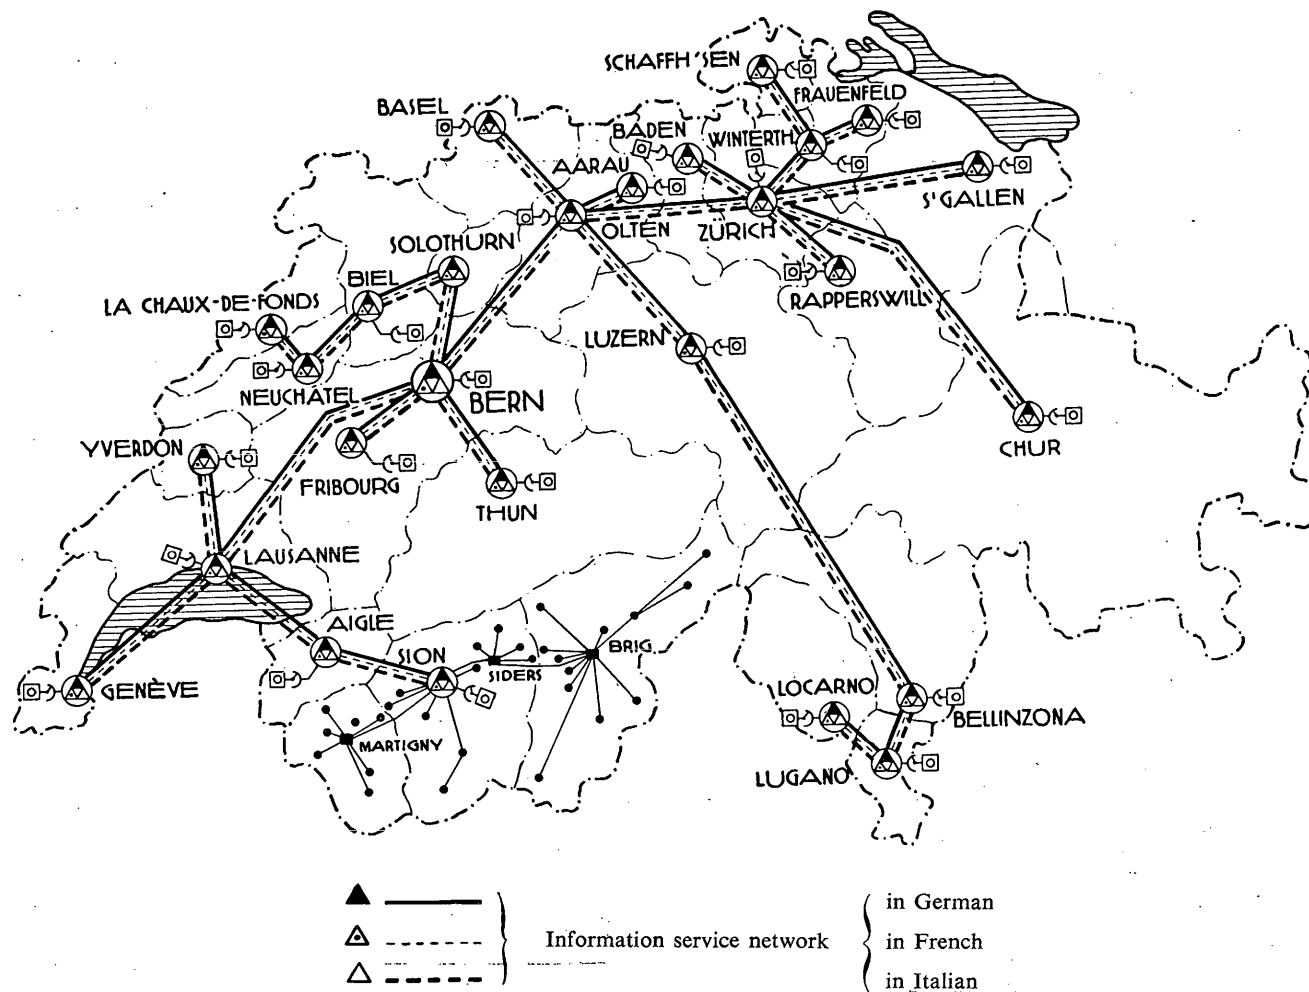 SCHAFFH'SEN
FRAUENFELD
BASEL
BADEN
WINTERTH.
AARAU
S'GALLEN
OLTEN
ZÜRICH
SOLOTHURN
BIEL
RAPPERSWILL
LA CHAUX-DE-FONDS
LUZERN
NEUCHATEL
BERN
YVERDON
CHUR
FRIBOURG
THUN
LAUSANNE
AIGLE
SION
BRIG
SIDERS
GENÈVE
LOCARNO
BELLINZONA
MARTIGNY
LUGANO
in German
Information service network in French
in Italian